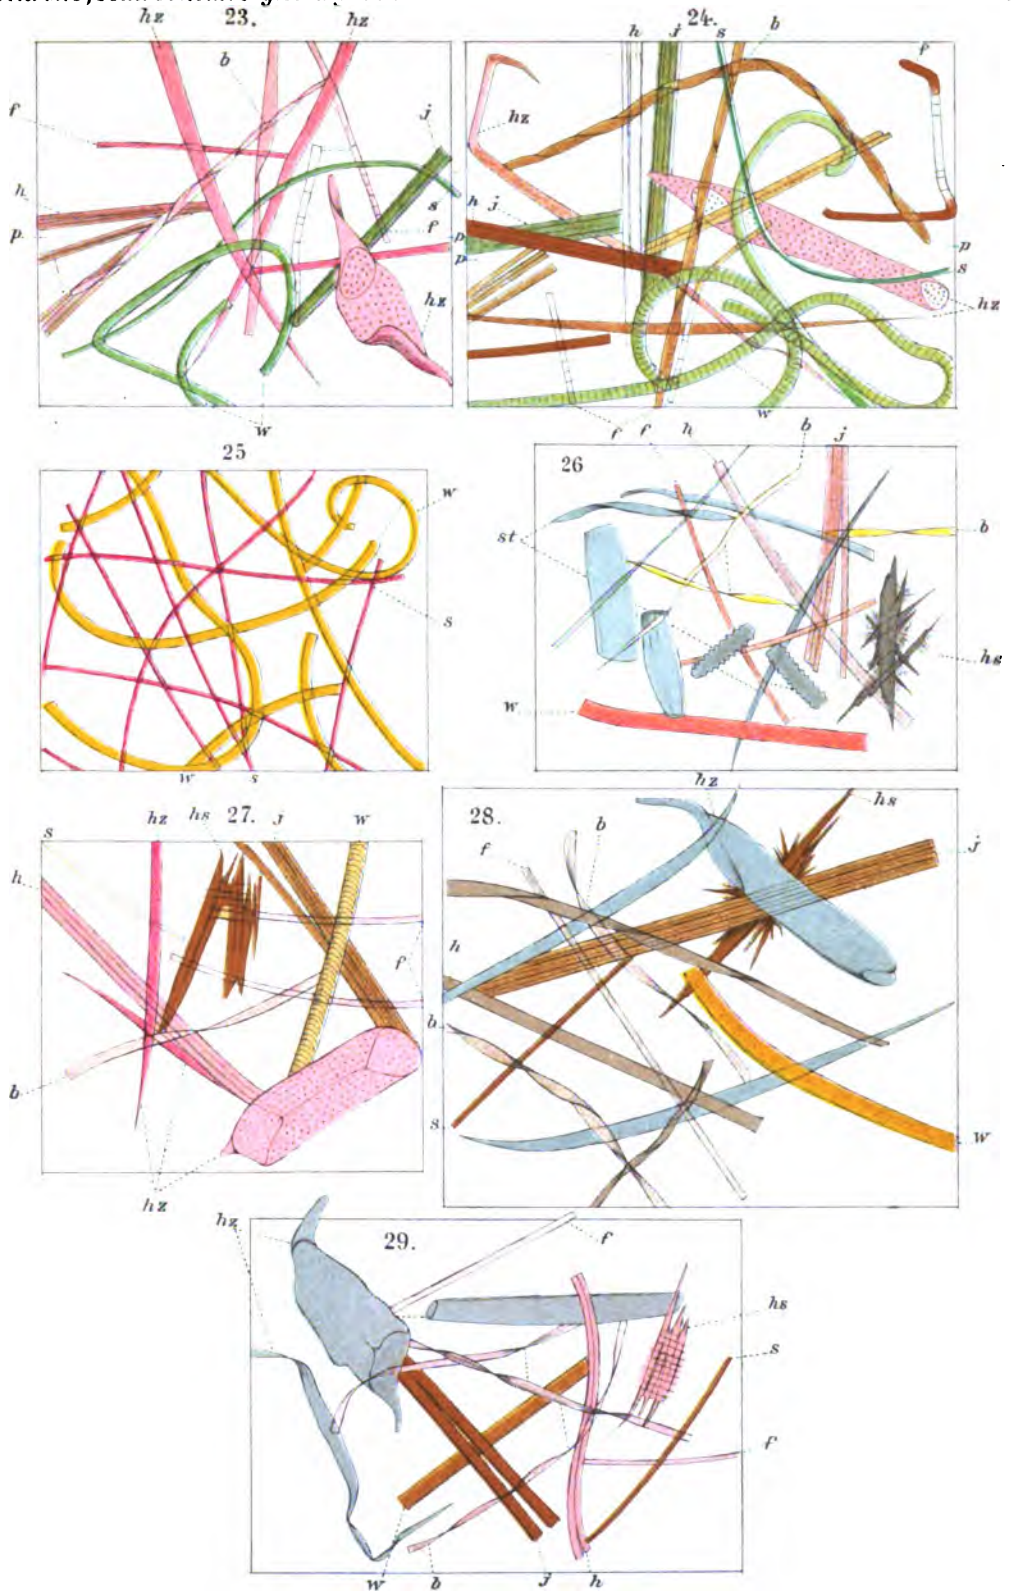 hz 23. hz 24.
b h j s b f
f j hz
h
p s h j
f p p
s
hz hz
w f f w
25 26 h b j
w
st b
s
hs
w
w s
27. 28.
s hz hs j w hz hs
f b j
h
f h
b b
s W
hz
hz 29. f
hs
s
f
w b j h